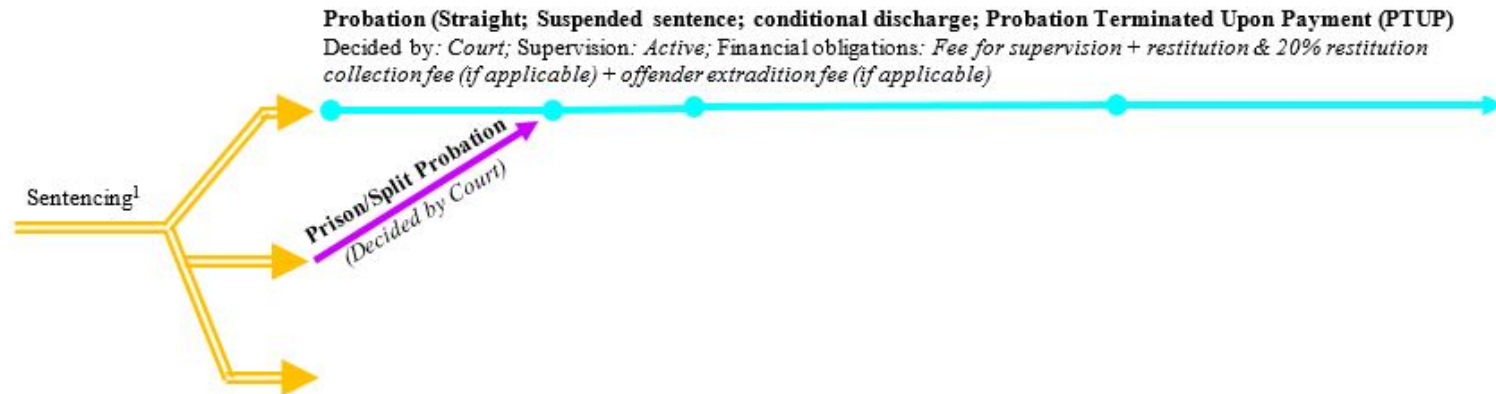 Probation (Straight; Suspended sentence; conditional discharge; Probation Terminated Upon Payment (PTUP)
Decided by: Court; Supervision: Active; Financial obligations: Fee for supervision + restitution & 20% restitution
collection fee (if applicable) + offender extradition fee (if applicable)
Sentencing1
Prison/Split Probation
(Decided by Court)